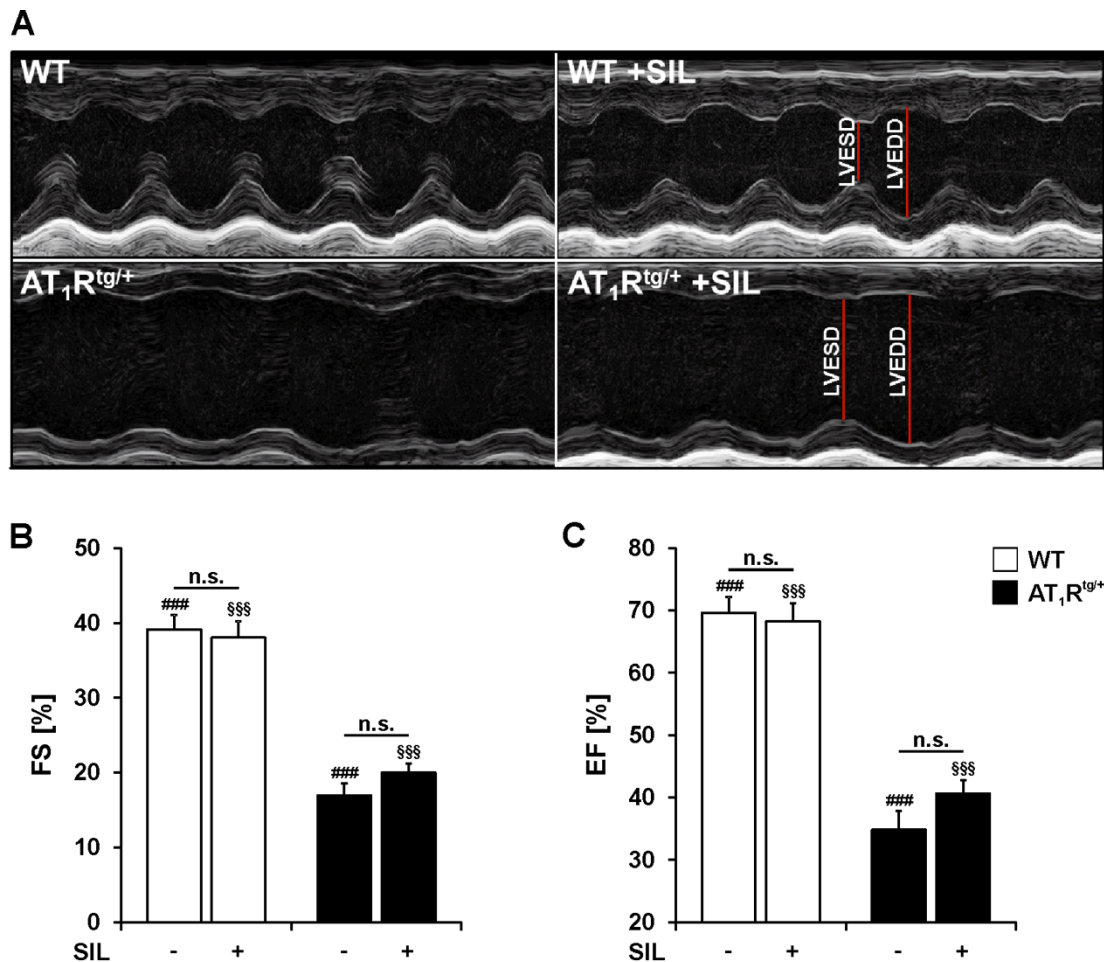 A
WT
WT +SIL
LVESD
LVEDD
AT₁Rᵗᵍ/⁺
AT₁Rᵗᵍ/⁺ +SIL
LVESD
LVEDD
B
50
40
30
20
10
0
FS [%]
n.s.
###
§§§
n.s.
###
§§§
SIL
-
+
-
+
C
80
70
60
50
40
30
20
EF [%]
n.s.
###
§§§
n.s.
###
§§§
SIL
-
+
-
+
WT
AT₁Rᵗᵍ/⁺